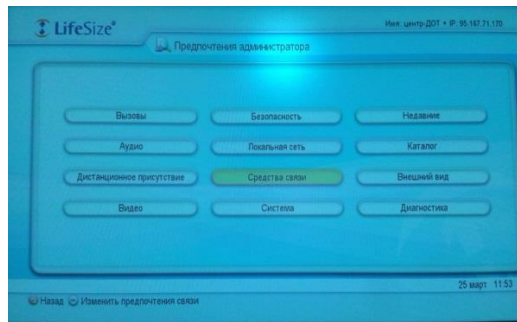 LifeSize®
Имя: центр-ДОТ • IP: 95.167.71.170
Предпочтения администратора
Вызовы Безопасность Недавние
Аудио Локальная сеть Каталог
Дистанционное присутствие Средства связи Внешний вид
Видео Система Диагностика
25 март 11:53
Назад Изменить предпочтения связи